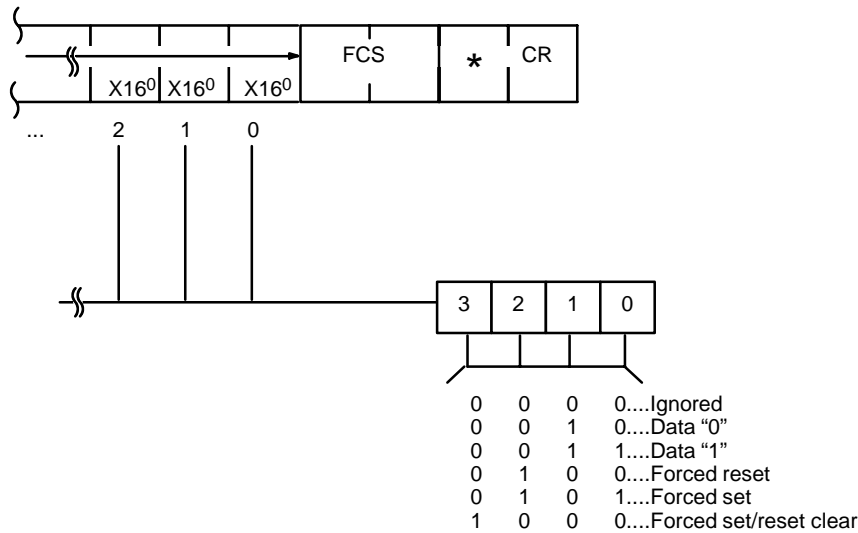 FCS * CR
X16⁰ X16⁰ X16⁰
... 2 1 0
3 2 1 0
0 0 0 0....Ignored
0 0 1 0....Data “0”
0 0 1 1....Data “1”
0 1 0 0....Forced reset
0 1 0 1....Forced set
1 0 0 0....Forced set/reset clear